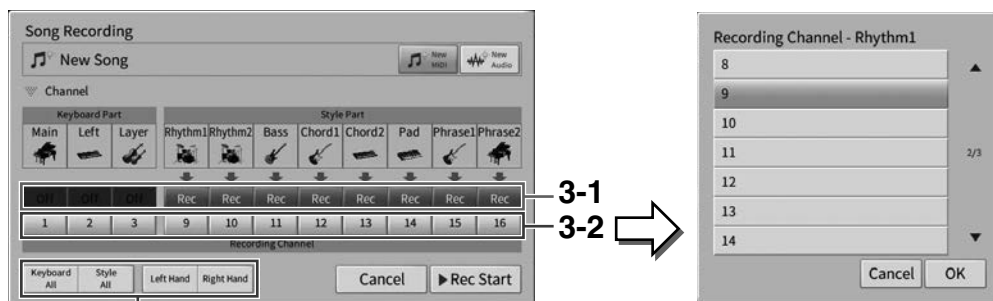 Song Recording
New Song
New MIDI
New Audio
Channel
Keyboard Part
Style Part
Main Left Layer Rhythm1 Rhythm2 Bass Chord1 Chord2 Pad Phrase1 Phrase2
Off Off Off Rec Rec Rec Rec Rec Rec Rec Rec
3-1
1 2 3 9 10 11 12 13 14 15 16
3-2
Recording Channel
Keyboard All
Style All
Left Hand
Right Hand
Cancel
Rec Start
Recording Channel - Rhythm1
8
9
10
11
2/3
12
13
14
Cancel
OK